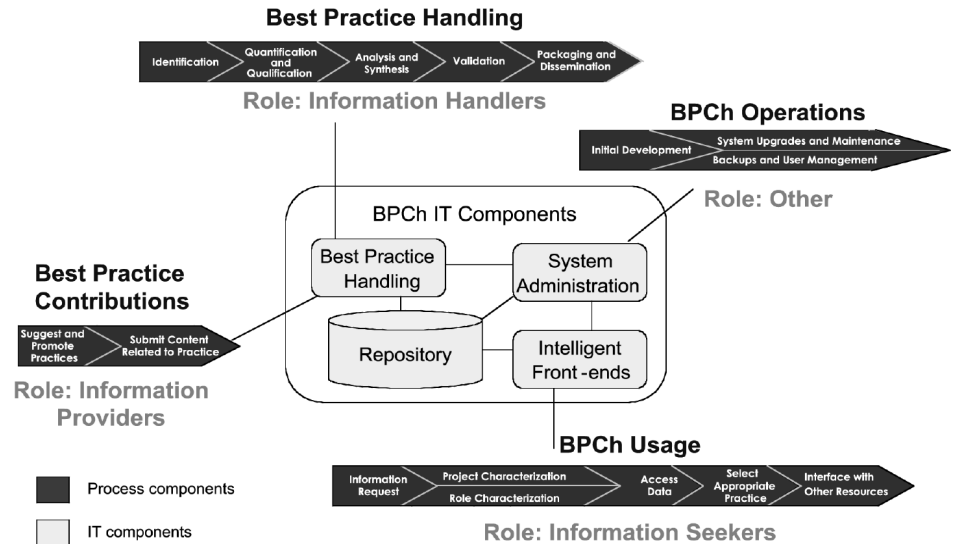 Best Practice Handling
Identification
Quantification
and
Qualification
Analysis and
Synthesis
Validation
Packaging and
Dissemination
Role: Information Handlers
BPCh Operations
Initial Development
System Upgrades and Maintenance
Backups and User Management
Role: Other
BPCh IT Components
Best Practice
Handling
System
Administration
Repository
Intelligent
Front-ends
Best Practice
Contributions
Suggest and
Promote
Practices
Submit Content
Related to Practice
Role: Information
Providers
BPCh Usage
Information
Request
Project Characterization
Role Characterization
Access
Data
Select
Appropriate
Practice
Interface with
Other Resources
Role: Information Seekers
Process components
IT components